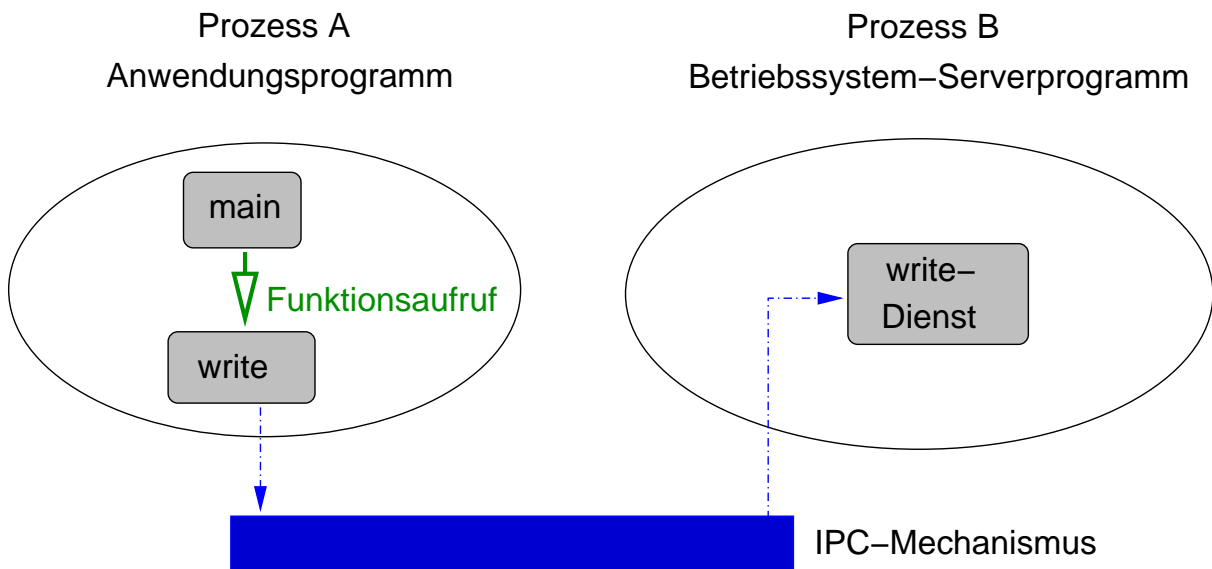 Prozess A
Anwendungsprogramm
Prozess B
Betriebssystem−Serverprogramm
main
Funktionsaufruf
write
write−
Dienst
IPC−Mechanismus